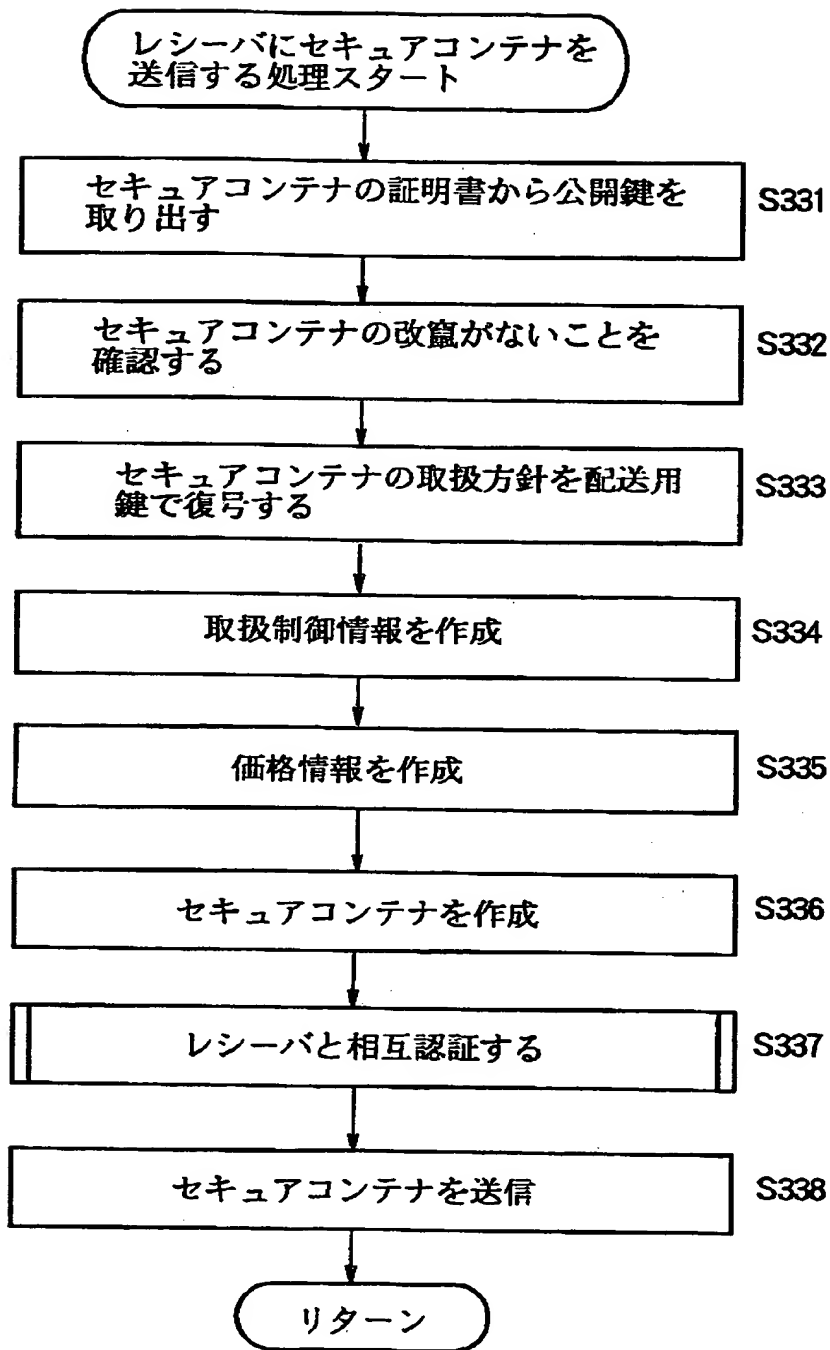 レシーバにセキュアコンテナを
送信する処理スタート
セキュアコンテナの証明書から公開鍵を
取り出す
S331
セキュアコンテナの改竄がないことを
確認する
S332
セキュアコンテナの取扱方針を配送用
鍵で復号する
S333
取扱制御情報を作成
S334
価格情報を作成
S335
セキュアコンテナを作成
S336
レシーバと相互認証する
S337
セキュアコンテナを送信
S338
リターン